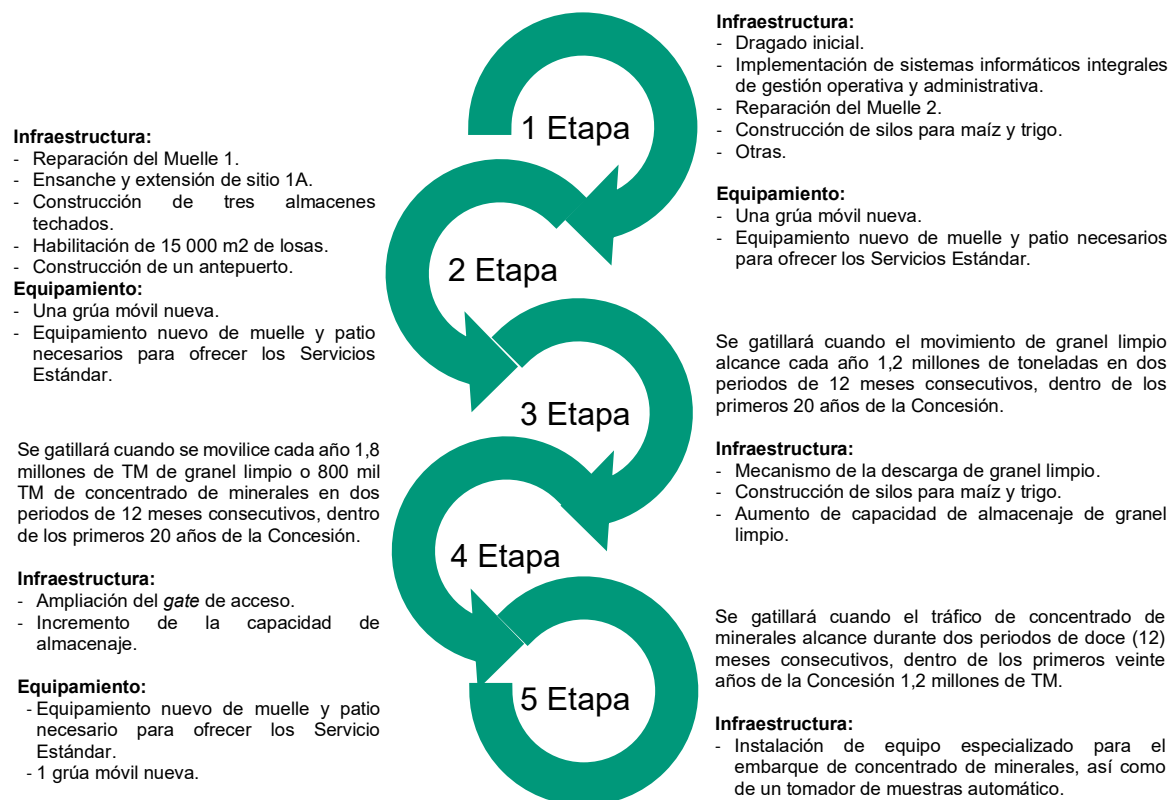 1 Etapa
Infraestructura:
- Dragado inicial.
- Implementación de sistemas informáticos integrales
de gestión operativa y administrativa.
- Reparación del Muelle 2.
- Construcción de silos para maíz y trigo.
- Otras.
Equipamiento:
- Una grúa móvil nueva.
- Equipamiento nuevo de muelle y patio necesarios
para ofrecer los Servicios Estándar.
2 Etapa
Infraestructura:
- Reparación del Muelle 1.
- Ensanche y extensión de sitio 1A.
- Construcción de tres almacenes
techados.
- Habilitación de 15 000 m2 de losas.
- Construcción de un antepuerto.
Equipamiento:
- Una grúa móvil nueva.
- Equipamiento nuevo de muelle y patio
necesarios para ofrecer los Servicios
Estándar.
3 Etapa
Se gatillará cuando el movimiento de granel limpio
alcance cada año 1,2 millones de toneladas en dos
periodos de 12 meses consecutivos, dentro de los
primeros 20 años de la Concesión.
Infraestructura:
- Mecanismo de la descarga de granel limpio.
- Construcción de silos para maíz y trigo.
- Aumento de capacidad de almacenaje de granel
limpio.
4 Etapa
Se gatillará cuando se movilice cada año 1,8
millones de TM de granel limpio o 800 mil
TM de concentrado de minerales en dos
periodos de 12 meses consecutivos, dentro
de los primeros 20 años de la Concesión.
Infraestructura:
- Ampliación del gate de acceso.
- Incremento de la capacidad de
almacenaje.
Equipamiento:
- Equipamiento nuevo de muelle y patio
necesario para ofrecer los Servicio
Estándar.
- 1 grúa móvil nueva.
5 Etapa
Se gatillará cuando el tráfico de concentrado de
minerales alcance durante dos periodos de doce (12)
meses consecutivos, dentro de los primeros veinte
años de la Concesión 1,2 millones de TM.
Infraestructura:
- Instalación de equipo especializado para el
embarque de concentrado de minerales, así como
de un tomador de muestras automático.